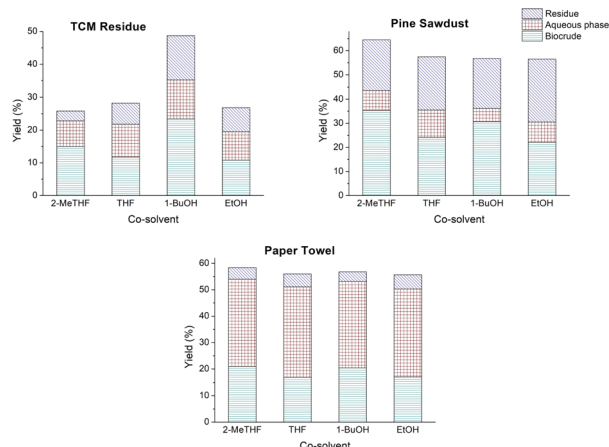 TCM Residue
50
40
30
20
10
0
Yield (%)
2-MeTHF THF 1-BuOH EtOH
Co-solvent
Pine Sawdust
Residue
Aqueous phase
Biocrude
60
50
40
30
20
10
0
Yield (%)
2-MeTHF THF 1-BuOH EtOH
Co-solvent
Paper Towel
60
50
40
30
20
10
0
Yield (%)
2-MeTHF THF 1-BuOH EtOH
Co-solvent